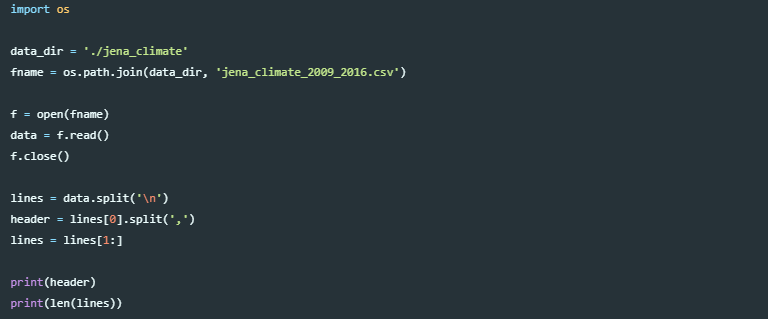 import os
data_dir = './jena_climate'
fname = os.path.join(data_dir, 'jena_climate_2009_2016.csv')
f = open(fname)
data = f.read()
f.close()
lines = data.split('\n')
header = lines[0].split(',')
lines = lines[1:]
print(header)
print(len(lines))